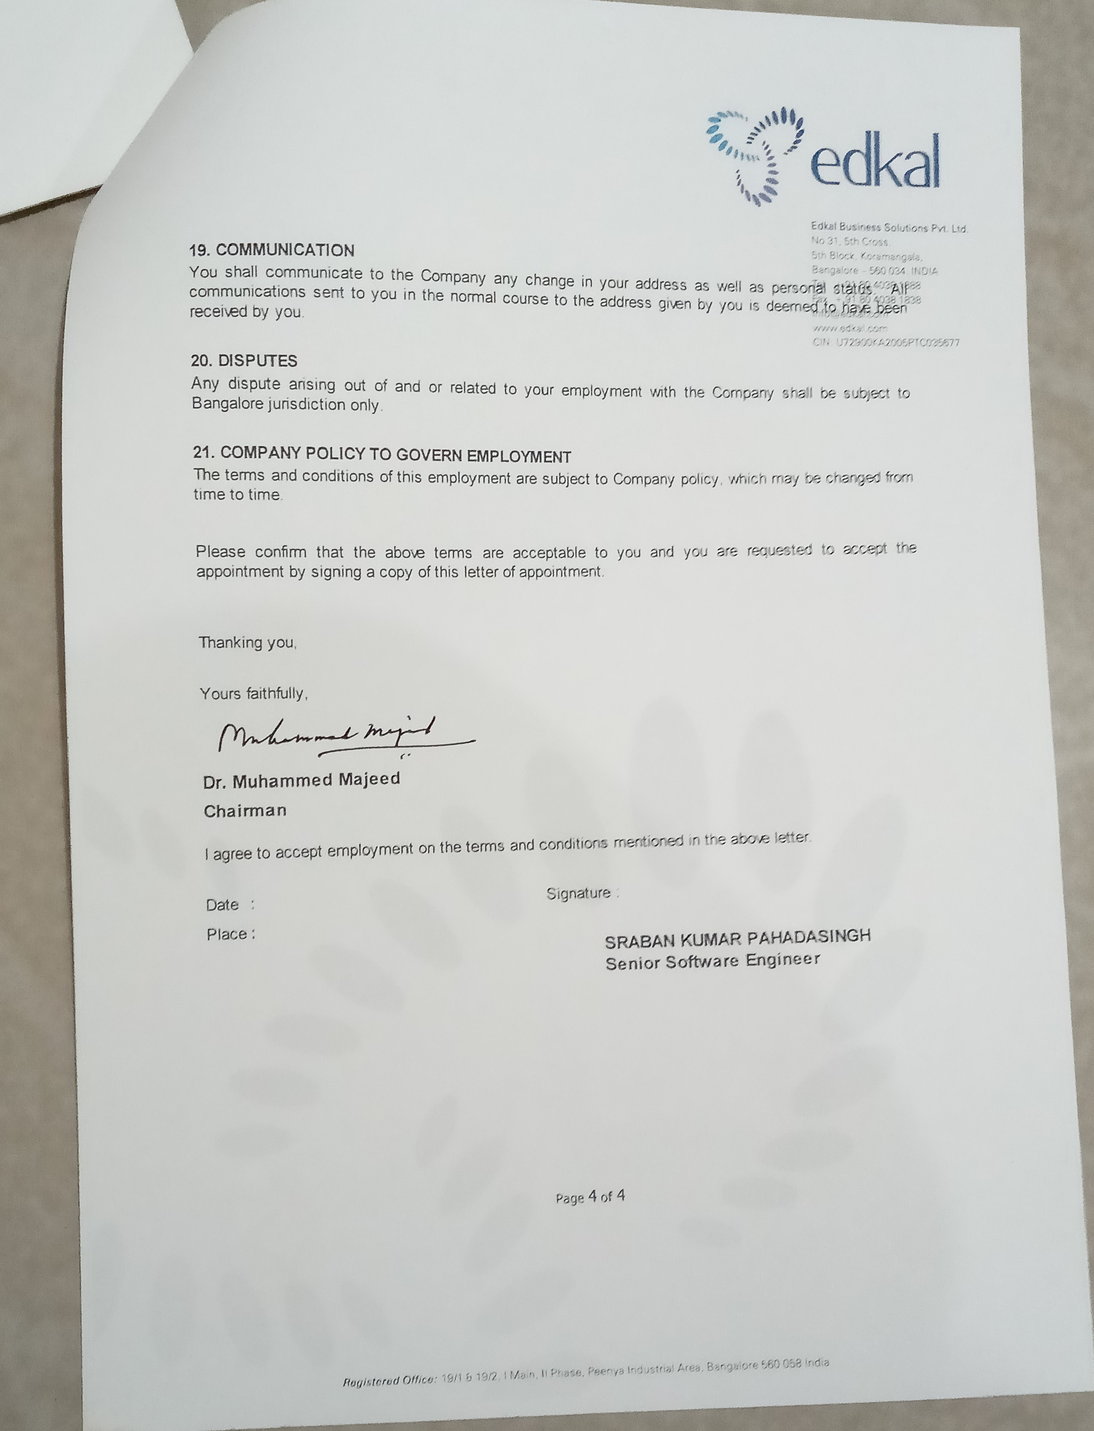 edkal
Edkal Business Solutions Pvt. Ltd.
No 31, 5th Cross,
5th Block, Koramangala,
Bangalore - 560 034. INDIA
www.edkal.com
19. COMMUNICATION
You shall communicate to the Company any change in your address as well as personal status. All
communications sent to you in the normal course to the address given by you is deemed to have been
received by you.
20. DISPUTES
Any dispute arising out of and or related to your employment with the Company shall be subject to
Bangalore jurisdiction only.
21. COMPANY POLICY TO GOVERN EMPLOYMENT
The terms and conditions of this employment are subject to Company policy, which may be changed from
time to time.
Please confirm that the above terms are acceptable to you and you are requested to accept the
appointment by signing a copy of this letter of appointment.
Thanking you,
Yours faithfully,
Muhammed Majeed
Dr. Muhammed Majeed
Chairman
I agree to accept employment on the terms and conditions mentioned in the above letter.
Date :
Signature :
Place :
SRABAN KUMAR PAHADASINGH
Senior Software Engineer
Page 4 of 4
Registered Office: 19/1 & 19/2, I Main, II Phase, Peenya Industrial Area, Bangalore 560 058 India